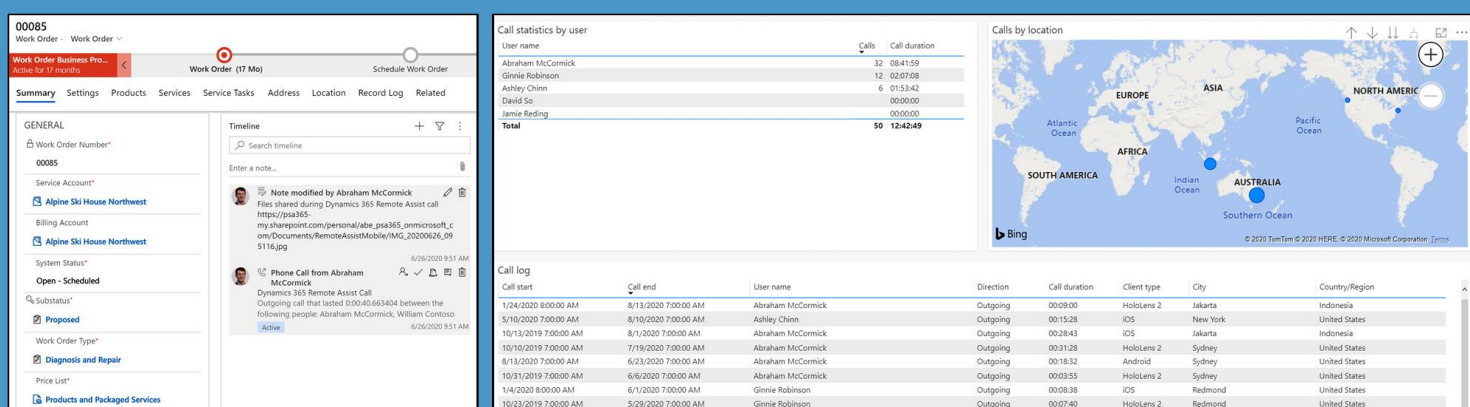 00085
Work Order · Work Order
Work Order Business Pro...
Active for 17 months
Work Order (17 Mo)
Schedule Work Order
Summary Settings Products Services Service Tasks Address Location Record Log Related
GENERAL
Work Order Number*
00085
Service Account*
Alpine Ski House Northwest
Billing Account
Alpine Ski House Northwest
System Status*
Open - Scheduled
Substatus*
Proposed
Work Order Type*
Diagnosis and Repair
Price List*
Products and Packaged Services
Timeline
Search timeline
Enter a note...
Note modified by Abraham McCormick
Files shared during Dynamics 365 Remote Assist call
https://psa365-
my.sharepoint.com/personal/abe_psa365_onmicrosoft_c
om/Documents/RemoteAssistMobile/IMG_20200626_09
5116.jpg
6/26/2020 9:51 AM
Phone Call from Abraham
McCormick
Dynamics 365 Remote Assist Call
Outgoing call that lasted 0:00:40.663404 between the
following people: Abraham McCormick, William Contoso
Active 6/26/2020 9:51 AM
Call statistics by user
User name Calls Call duration
Abraham McCormick 32 08:41:59
Ginnie Robinson 12 02:07:08
Ashley Chinn 6 01:53:42
David So 00:00:00
Jamie Reding 00:00:00
Total 50 12:42:49
Calls by location
EUROPE
ASIA
NORTH AMERIC
Atlantic
Ocean
Pacific
Ocean
AFRICA
SOUTH AMERICA
Indian
Ocean
AUSTRALIA
Southern Ocean
Bing
© 2020 TomTom © 2020 HERE, © 2020 Microsoft Corporation Terms
Call log
Call start Call end User name Direction Call duration Client type City Country/Region
1/24/2020 8:00:00 AM 8/13/2020 7:00:00 AM Abraham McCormick Outgoing 00:09:00 HoloLens 2 Jakarta Indonesia
5/10/2020 7:00:00 AM 8/10/2020 7:00:00 AM Ashley Chinn Outgoing 00:15:28 iOS New York United States
10/13/2019 7:00:00 AM 8/1/2020 7:00:00 AM Abraham McCormick Outgoing 00:28:43 iOS Jakarta Indonesia
10/10/2019 7:00:00 AM 7/19/2020 7:00:00 AM Abraham McCormick Outgoing 00:31:28 HoloLens 2 Sydney United States
8/13/2020 7:00:00 AM 6/23/2020 7:00:00 AM Abraham McCormick Outgoing 00:18:32 Android Sydney United States
10/31/2019 7:00:00 AM 6/6/2020 7:00:00 AM Abraham McCormick Outgoing 00:03:55 HoloLens 2 Sydney United States
1/4/2020 8:00:00 AM 6/1/2020 7:00:00 AM Ginnie Robinson Outgoing 00:08:38 iOS Redmond United States
10/23/2019 7:00:00 AM 5/29/2020 7:00:00 AM Ginnie Robinson Outgoing 00:07:40 HoloLens 2 Redmond United States